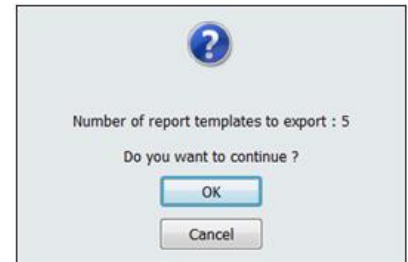 Number of report templates to export : 5
Do you want to continue ?
OK
Cancel